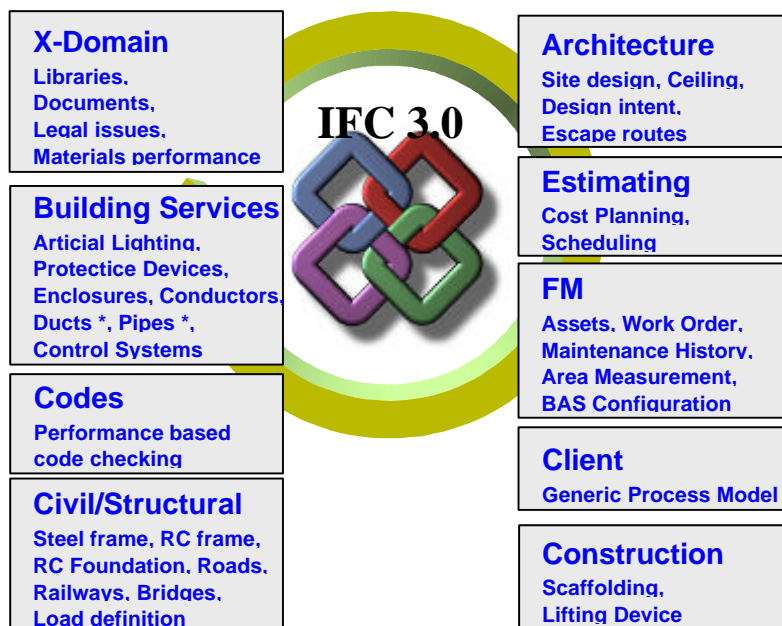 X-Domain
Libraries,
Documents,
Legal issues,
Materials performance
Building Services
Articial Lighting,
Protectice Devices,
Enclosures, Conductors,
Ducts *, Pipes *,
Control Systems
Codes
Performance based
code checking
Civil/Structural
Steel frame, RC frame,
RC Foundation, Roads,
Railways, Bridges,
Load definition
IFC 3.0
Architecture
Site design, Ceiling,
Design intent,
Escape routes
Estimating
Cost Planning,
Scheduling
FM
Assets, Work Order,
Maintenance History,
Area Measurement,
BAS Configuration
Client
Generic Process Model
Construction
Scaffolding,
Lifting Device